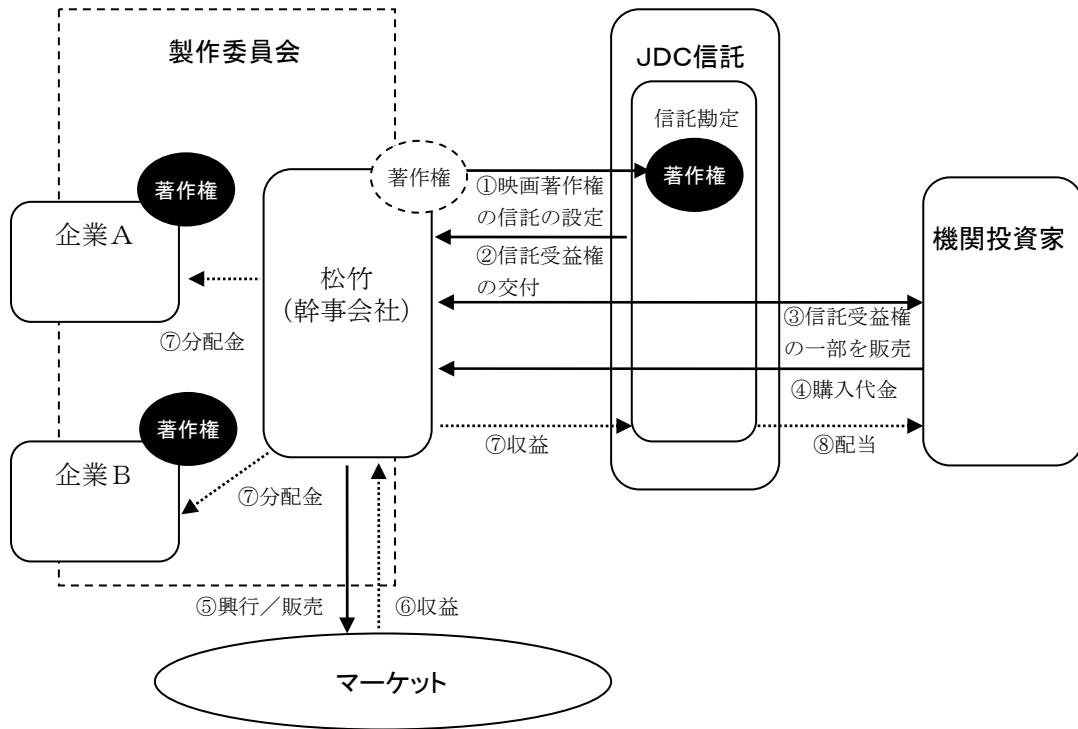 製作委員会
JDC信託
信託勘定
著作権
著作権
著作権
①映画著作権
の信託の設定
企業A
松竹
(幹事会社)
②信託受益権
の交付
機関投資家
③信託受益権
の一部を販売
⑦分配金
④購入代金
著作権
企業B
⑦分配金
⑦収益
⑧配当
⑤興行／販売
⑥収益
マーケット